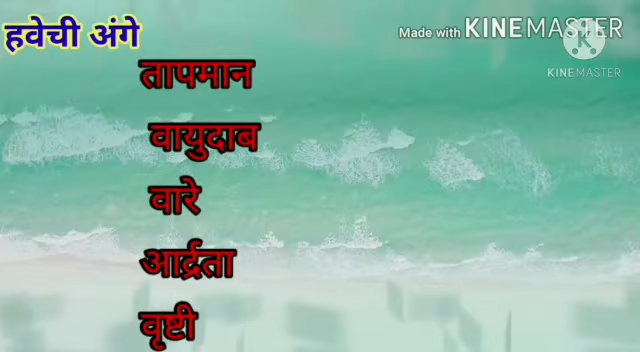 हवेची अंगे
Made with KINEMASTER
K
KINEMASTER
तापमान
वायुदाब
वारे
आर्द्रता
वृष्टी